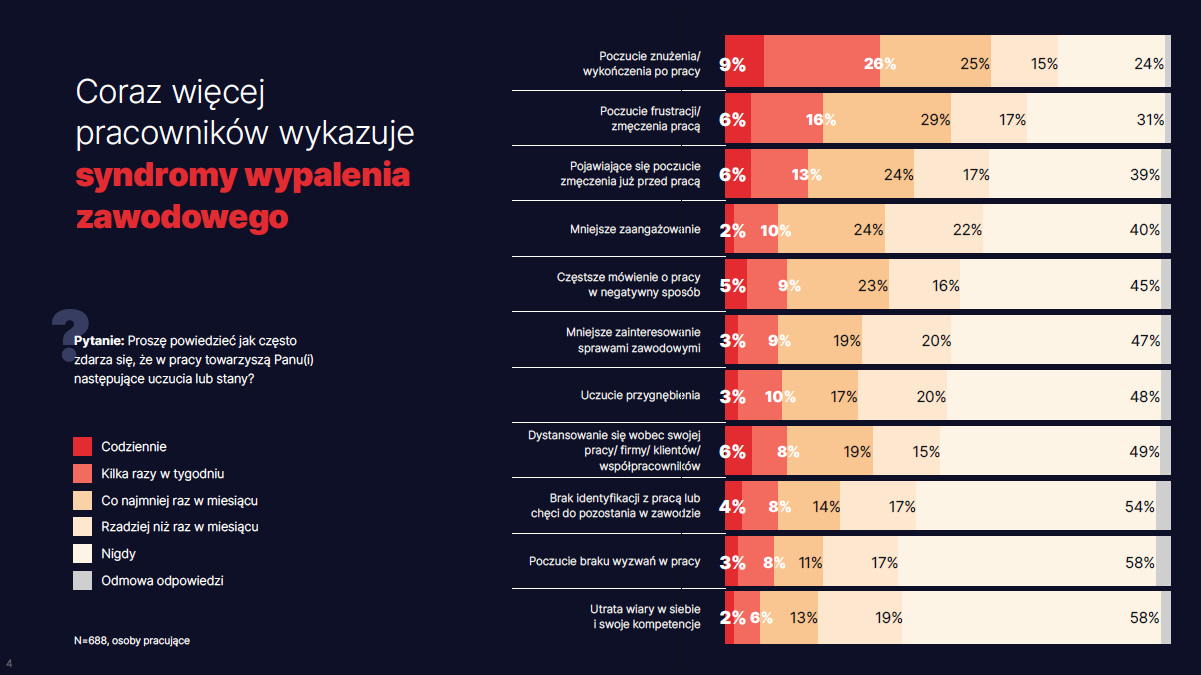 Coraz więcej
pracowników wykazuje
syndromy wypalenia
zawodowego
?
Pytanie: Proszę powiedzieć jak często
zdarza się, że w pracy towarzyszą Panu(i)
następujące uczucia lub stany?
Codziennie
Kilka razy w tygodniu
Co najmniej raz w miesiącu
Rzadziej niż raz w miesiącu
Nigdy
Odmowa odpowiedzi
N=688, osoby pracujące
4
Poczucie znużenia/
wykończenia po pracy
9% 26% 25% 15% 24%
Poczucie frustracji/
zmęczenia pracą
6% 16% 29% 17% 31%
Pojawiające się poczucie
zmęczenia już przed pracą
6% 13% 24% 17% 39%
Mniejsze zaangażowanie
2% 10% 24% 22% 40%
Częstsze mówienie o pracy
w negatywny sposób
5% 9% 23% 16% 45%
Mniejsze zainteresowanie
sprawami zawodowymi
3% 9% 19% 20% 47%
Uczucie przygnębienia
3% 10% 17% 20% 48%
Dystansowanie się wobec swojej
pracy/ firmy/ klientów/
współpracowników
6% 8% 19% 15% 49%
Brak identyfikacji z pracą lub
chęci do pozostania w zawodzie
4% 8% 14% 17% 54%
Poczucie braku wyzwań w pracy
3% 8% 11% 17% 58%
Utrata wiary w siebie
i swoje kompetencje
2% 6% 13% 19% 58%